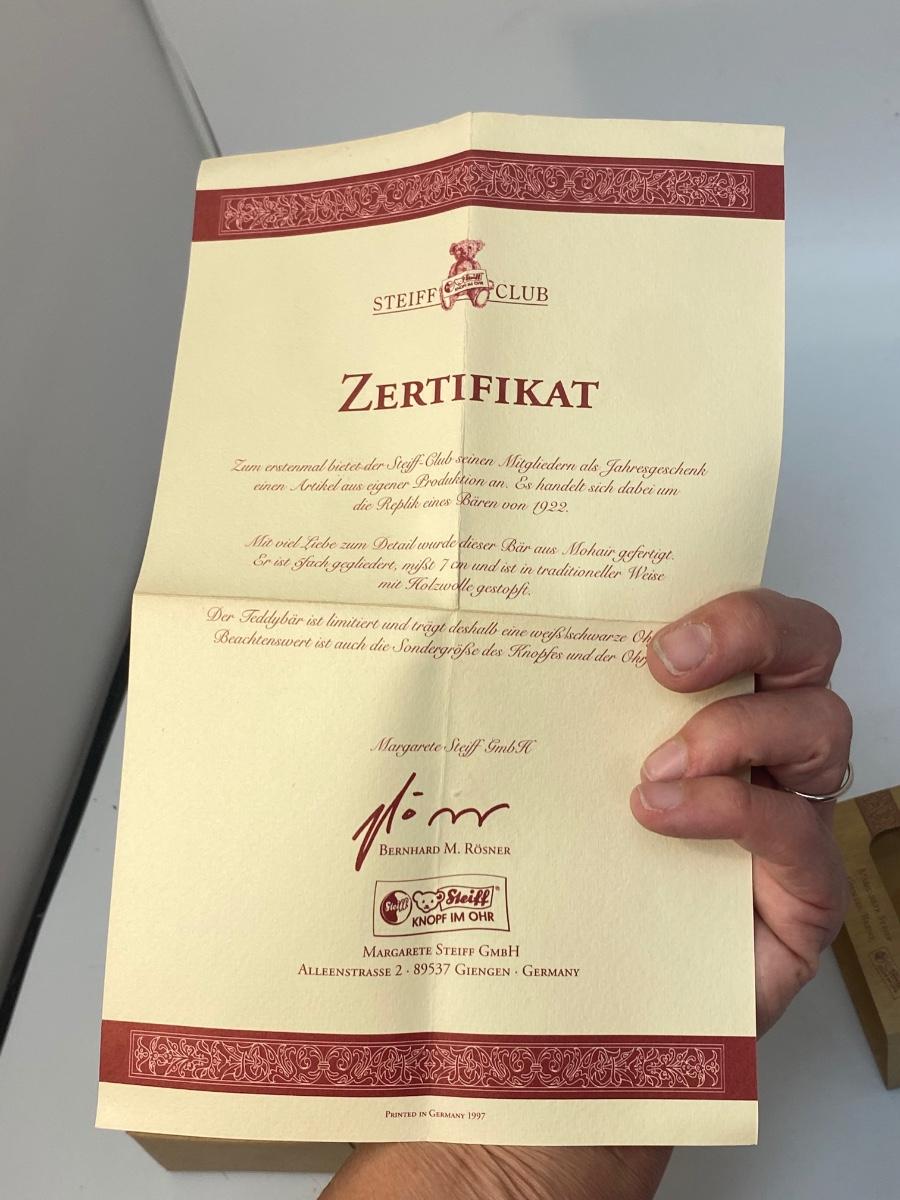 STEIFF CLUB
Steiff
KNOPF IM OHR
ZERTIFIKAT
Zum erstenmal bietet der Steiff-Club seinen Mitgliedern als Jahresgeschenk
einen Artikel aus eigener Produktion an. Es handelt sich dabei um
die Replik eines Bären von 1922.
Mit viel Liebe zum Detail wurde dieser Bär aus Mohair gefertigt.
Er ist 5fach gegliedert, mißt 7 cm und ist in traditioneller Weise
mit Holzwolle gestopft.
Der Teddybär ist limitiert und trägt deshalb eine weiß/schwarze
Beachtenswert ist auch die Sondergröße des Knopfes und der
Margarete Steiff GmbH
BERNHARD M. RÖSNER
Steiff Steiff®
KNOPF IM OHR
MARGARETE STEIFF GMBH
ALLEENSTRASSE 2 · 89537 GIENGEN · GERMANY
PRINTED IN GERMANY 1997